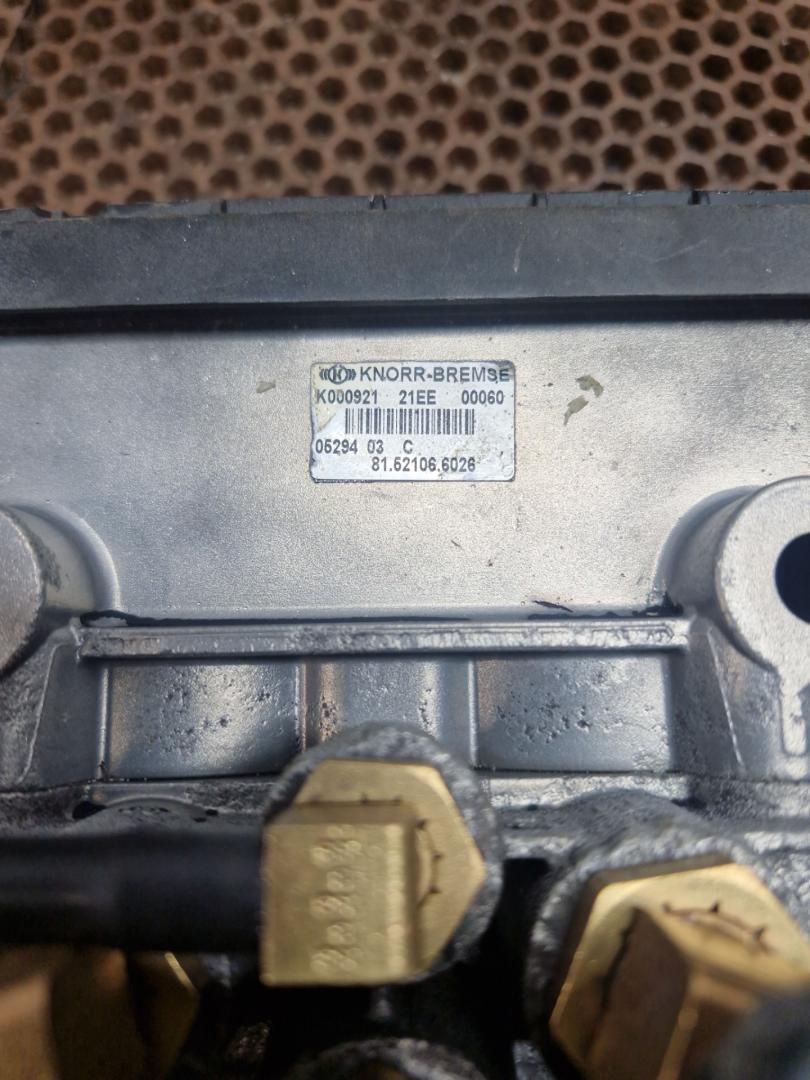 KNORR-BREMSE
K000921 21EE 00060
05294 03 C
81.52106.6026